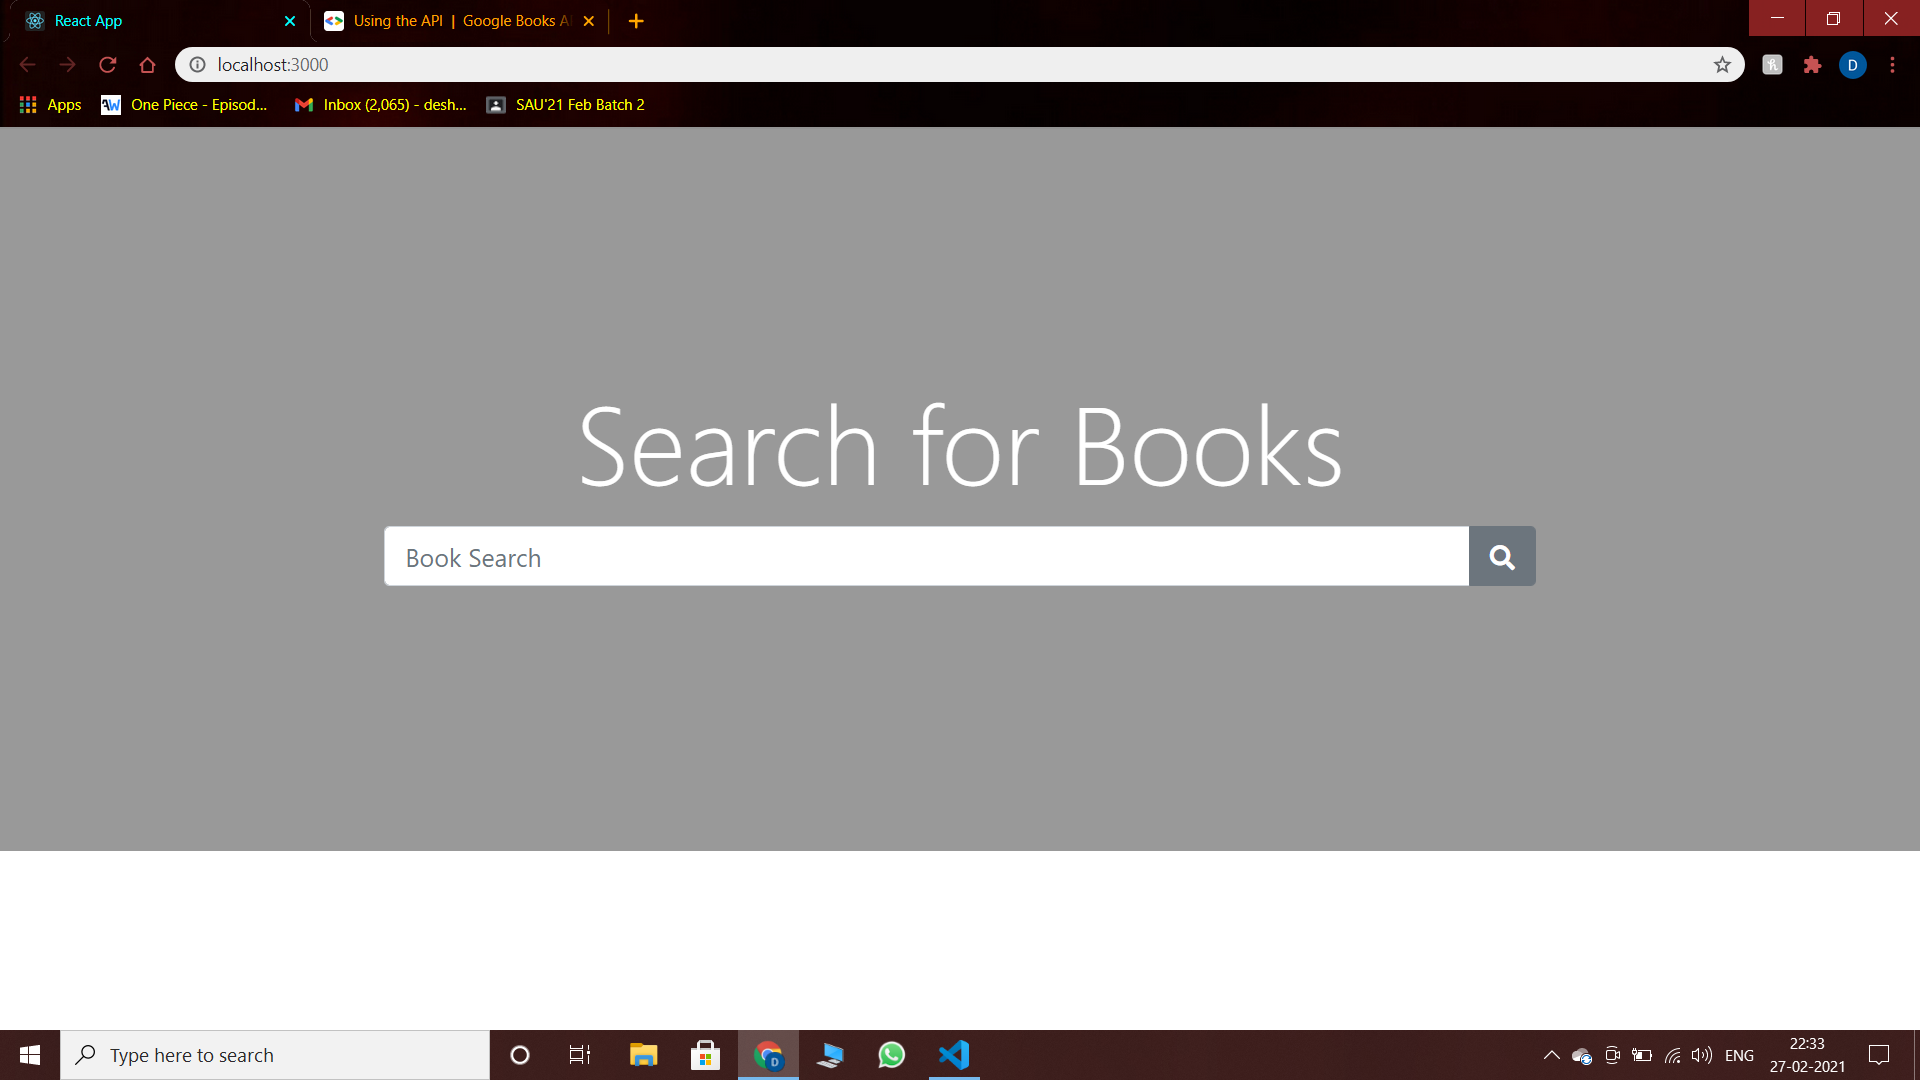 React App
Using the API | Google Books A
localhost:3000
D
Apps
One Piece - Episod...
Inbox (2,065) - desh...
SAU'21 Feb Batch 2
Search for Books
Book Search
Type here to search
D
ENG
22:33
27-02-2021